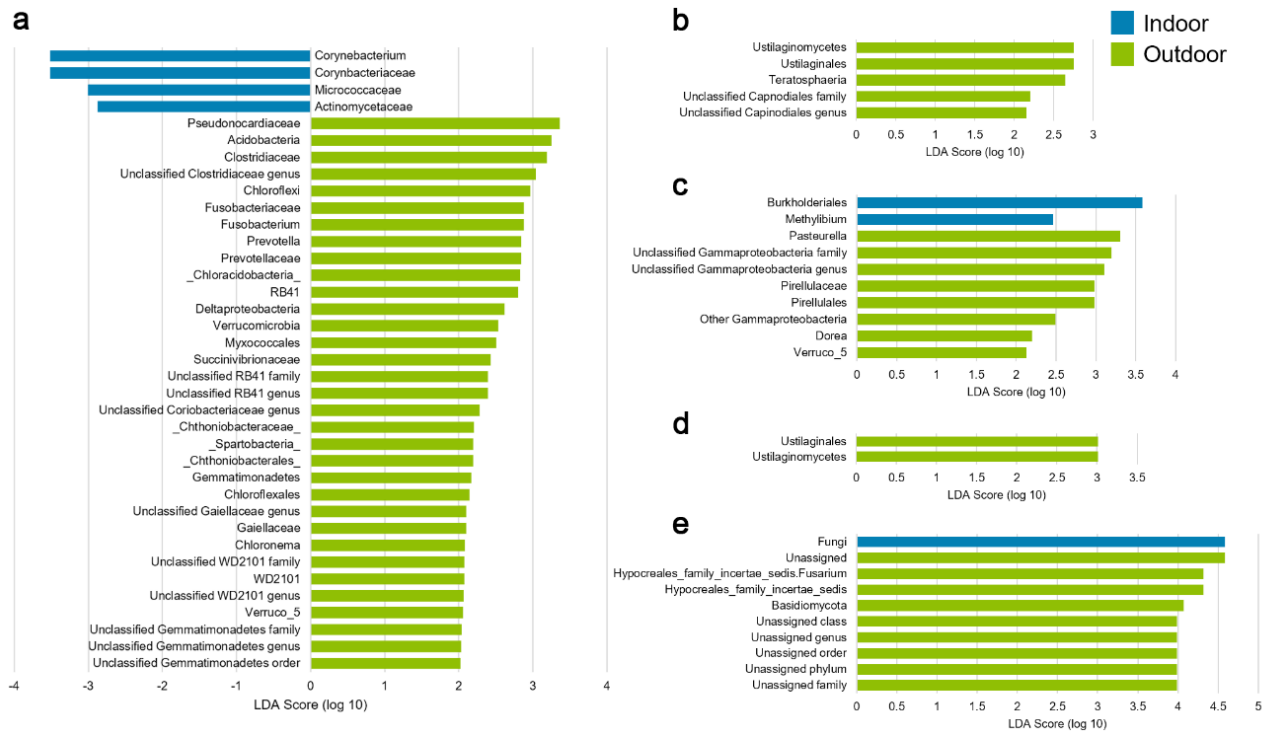 a
Corynebacterium
Corynbacteriaceae
Micrococcaceae
Actinomycetaceae
Pseudonocardiaceae
Acidobacteria
Clostridiaceae
Unclassified Clostridiaceae genus
Chloroflexi
Fusobacteriaceae
Fusobacterium
Prevotella
Prevotellaceae
_Chloracidobacteria_
RB41
Deltaproteobacteria
Verrucomicrobia
Myxococcales
Succinivibrionaceae
Unclassified RB41 family
Unclassified RB41 genus
Unclassified Coriobacteriaceae genus
_Chthoniobacteraceae_
_Spartobacteria_
_Chthoniobacterales_
Gemmatimonadetes
Chloroflexales
Unclassified Gaiellaceae genus
Gaiellaceae
Chloronema
Unclassified WD2101 family
WD2101
Unclassified WD2101 genus
Verruco_5
Unclassified Gemmatimonadetes family
Unclassified Gemmatimonadetes genus
Unclassified Gemmatimonadetes order
-4 -3 -2 -1 0 1 2 3 4
LDA Score (log 10)
b
Indoor
Outdoor
Ustilaginomycetes
Ustilaginales
Teratosphaeria
Unclassified Capnodiales family
Unclassified Capinodiales genus
0 0.5 1 1.5 2 2.5 3
LDA Score (log 10)
c
Burkholderiales
Methylibium
Pasteurella
Unclassified Gammaproteobacteria family
Unclassified Gammaproteobacteria genus
Pirellulaceae
Pirellulales
Other Gammaproteobacteria
Dorea
Verruco_5
0 0.5 1 1.5 2 2.5 3 3.5 4
LDA Score (log 10)
d
Ustilaginales
Ustilaginomycetes
0 0.5 1 1.5 2 2.5 3 3.5
LDA Score (log 10)
e
Fungi
Unassigned
Hypocreales_family_incertae_sedis.Fusarium
Hypocreales_family_incertae_sedis
Basidiomycota
Unassigned class
Unassigned genus
Unassigned order
Unassigned phylum
Unassigned family
0 0.5 1 1.5 2 2.5 3 3.5 4 4.5 5
LDA Score (log 10)